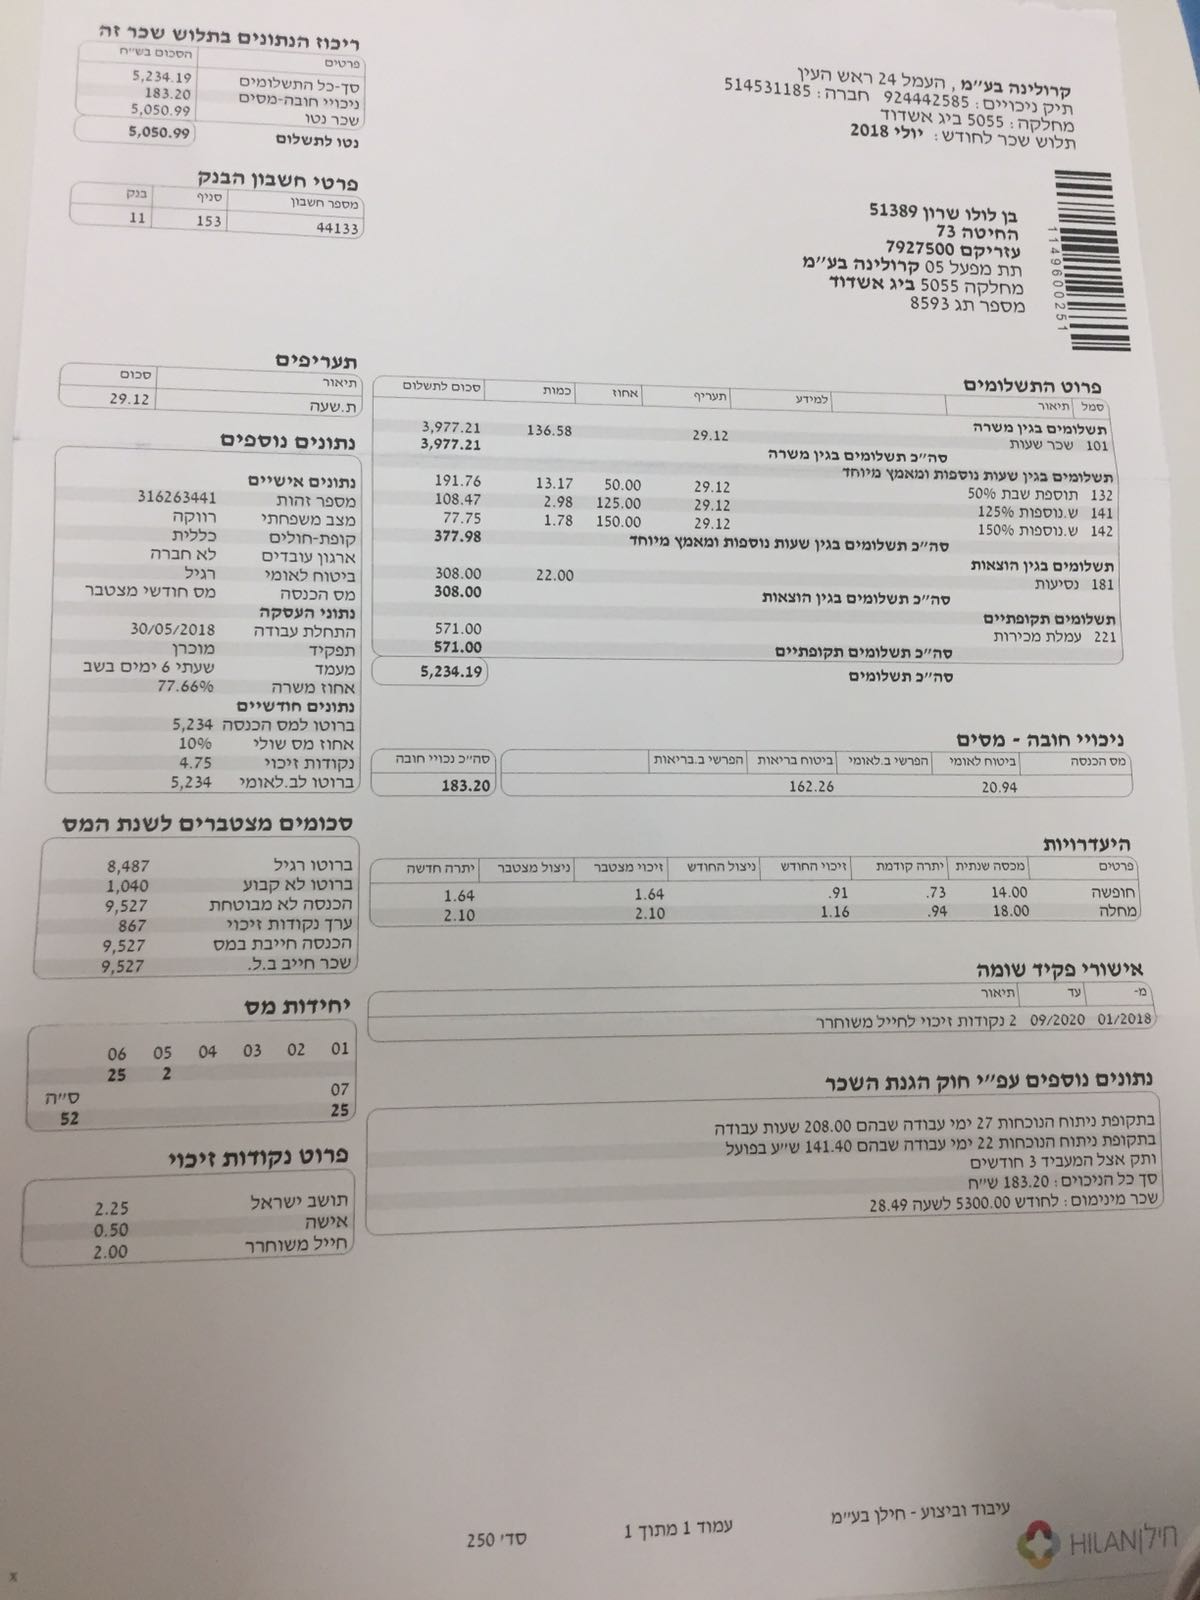 קרולינה בע"מ, העמל 24 ראש העין
תיק ניכויים: 924442585 חברה: 514531185
מחלקה: 5055 ביג אשדוד
תלוש שכר לחודש: יולי 2018
ריכוז הנתונים בתלוש שכר זה
פרטים הסכום בש"ח
סך-כל התשלומים 5,234.19
ניכויי חובה-מסים 183.20
שכר נטו 5,050.99
נטו לתשלום 5,050.99
פרטי חשבון הבנק
מספר חשבון סניף בנק
44133 153 11
1149600251
בן לולו שרון 51389
החיטה 73
עזריקם 7927500
תת מפעל 05 קרולינה בע"מ
מחלקה 5055 ביג אשדוד
מספר תג 8593
פרוט התשלומים
סמל תיאור למידע תעריף אחוז כמות סכום לתשלום
תשלומים בגין משרה
101 שכר שעות 29.12 136.58 3,977.21
סה"כ תשלומים בגין משרה 3,977.21
תשלומים בגין שעות נוספות ומאמץ מיוחד
132 תוספת שבת 50% 29.12 50.00 13.17 191.76
141 ש.נוספות 125% 29.12 125.00 2.98 108.47
142 ש.נוספות 150% 29.12 150.00 1.78 77.75
סה"כ תשלומים בגין שעות נוספות ומאמץ מיוחד 377.98
תשלומים בגין הוצאות
181 נסיעות 22.00 308.00
סה"כ תשלומים בגין הוצאות 308.00
תשלומים תקופתיים
221 עמלת מכירות 571.00
סה"כ תשלומים תקופתיים 571.00
סה"כ תשלומים 5,234.19
תעריפים
תיאור סכום
ת.שעה 29.12
נתונים נוספים
נתונים אישיים
מספר זהות 316263441
מצב משפחתי רווקה
קופת-חולים כללית
ארגון עובדים לא חברה
ביטוח לאומי רגיל
מס הכנסה מס חודשי מצטבר
נתוני העסקה
התחלת עבודה 30/05/2018
תפקיד מוכרן
מעמד שעתי 6 ימים בשב
אחוז משרה 77.66%
נתונים חודשיים
ברוטו למס הכנסה 5,234
אחוז מס שולי 10%
נקודות זיכוי 4.75
ברוטו לב.לאומי 5,234
ניכויי חובה - מסים
מס הכנסה ביטוח לאומי הפרשי ב.לאומי ביטוח בריאות הפרשי ב.בריאות סה"כ נכויי חובה
20.94 162.26 183.20
סכומים מצטברים לשנת המס
ברוטו רגיל 8,487
ברוטו לא קבוע 1,040
הכנסה לא מבוטחת 9,527
ערך נקודות זיכוי 867
הכנסה חייבת במס 9,527
שכר חייב ב.ל. 9,527
היעדרויות
פרטים מכסה שנתית יתרה קודמת זיכוי החודש ניצול החודש זיכוי מצטבר ניצול מצטבר יתרה חדשה
חופשה 14.00 .73 .91 1.64 1.64
מחלה 18.00 .94 1.16 2.10 2.10
אישורי פקיד שומה
מ- עד תיאור
01/2018 09/2020 2 נקודות זיכוי לחייל משוחרר
יחידות מס
01 02 03 04 05 06
2 25
07 ס"ה
25 52
נתונים נוספים עפ"י חוק הגנת השכר
בתקופת ניתוח הנוכחות 27 ימי עבודה שבהם 208.00 שעות עבודה
בתקופת ניתוח הנוכחות 22 ימי עבודה שבהם 141.40 ש"ע בפועל
ותק אצל המעביד 3 חודשים
סך כל הניכוים: 183.20 ש"ח
שכר מינימום: לחודש 5300.00 לשעה 28.49
פרוט נקודות זיכוי
תושב ישראל 2.25
אישה 0.50
חייל משוחרר 2.00
עיבוד וביצוע - חילן בע"מ
עמוד 1 מתוך 1
סד' 250
חילן HILAN
x